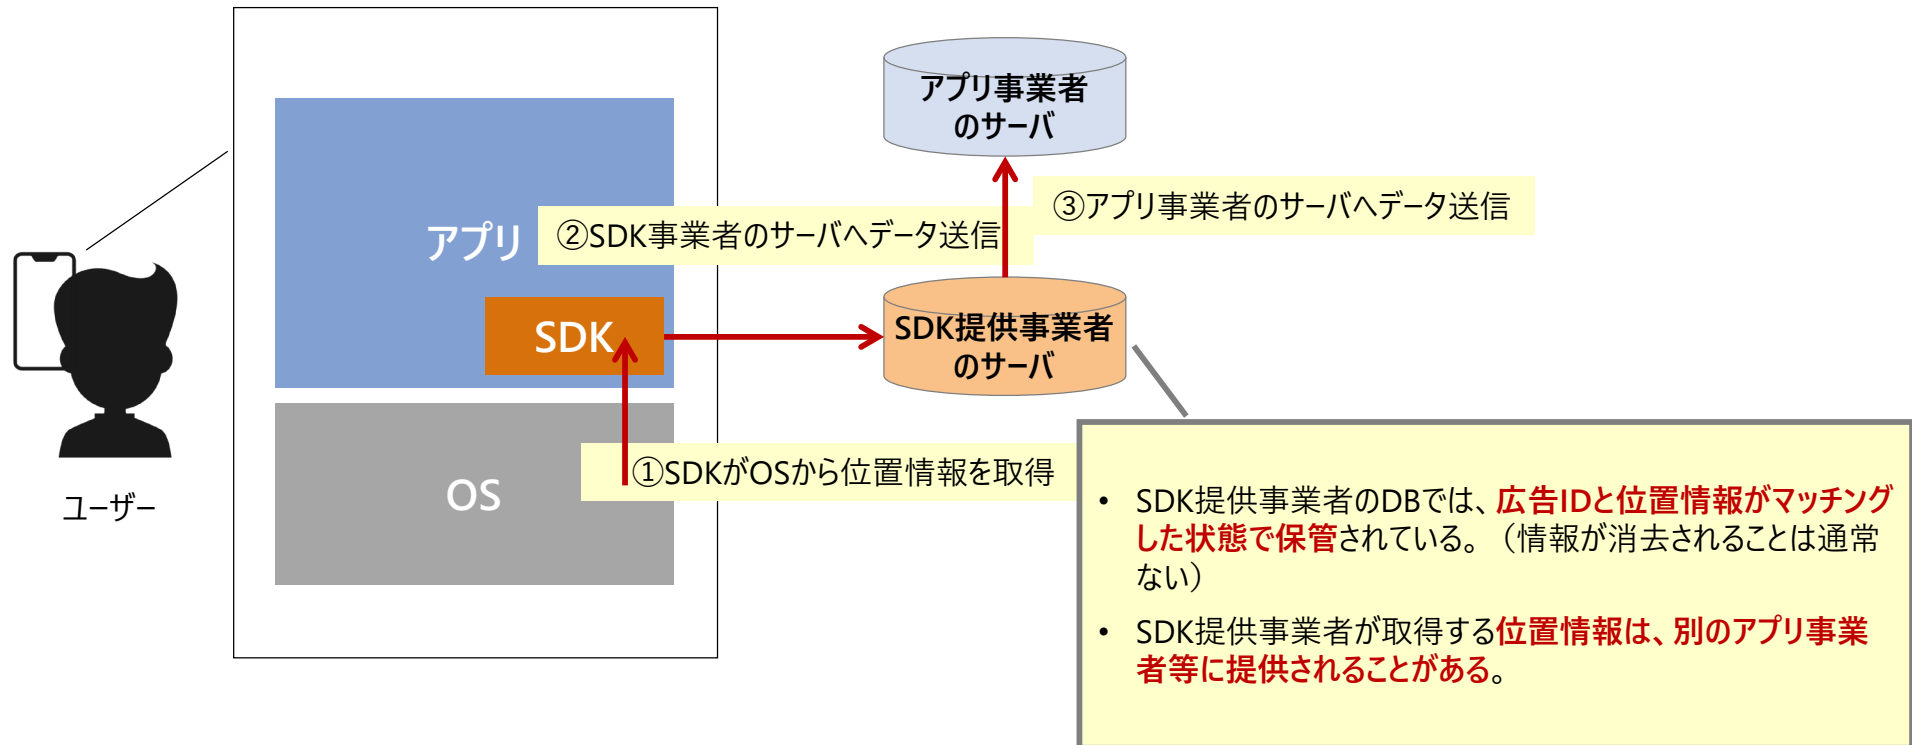 アプリ事業者
のサーバ
③アプリ事業者のサーバへデータ送信
アプリ
②SDK事業者のサーバへデータ送信
SDK
SDK提供事業者
のサーバ
OS
①SDKがOSから位置情報を取得
ユーザー
• SDK提供事業者のDBでは、広告IDと位置情報がマッチング
した状態で保管されている。（情報が消去されることは通常
ない）
• SDK提供事業者が取得する位置情報は、別のアプリ事業
者等に提供されることがある。